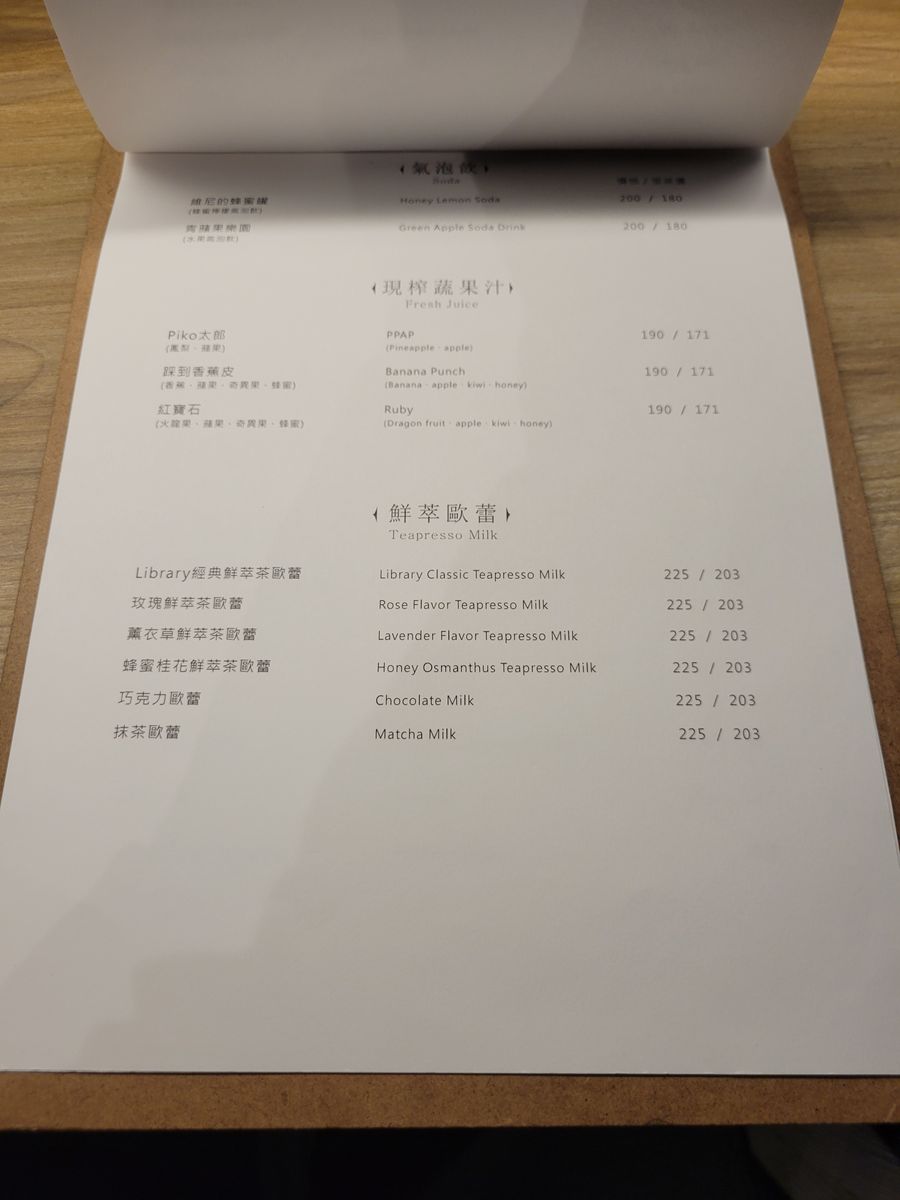 氣泡飲
Soda
維尼的蜂蜜罐 Honey Lemon Soda 200 / 180
(蜂蜜檸檬氣泡飲)
青蘋果樂園 Green Apple Soda Drink 200 / 180
(水果氣泡飲)
現榨蔬果汁
Fresh Juice
Piko太郎 PPAP 190 / 171
(鳳梨、蘋果) (Pineapple · apple)
踩到香蕉皮 Banana Punch 190 / 171
(香蕉、蘋果、奇異果、蜂蜜) (Banana · apple · kiwi · honey)
紅寶石 Ruby 190 / 171
(火龍果、蘋果、奇異果、蜂蜜) (Dragon fruit · apple · kiwi · honey)
鮮萃歐蕾
Teapresso Milk
Library經典鮮萃茶歐蕾 Library Classic Teapresso Milk 225 / 203
玫瑰鮮萃茶歐蕾 Rose Flavor Teapresso Milk 225 / 203
薰衣草鮮萃茶歐蕾 Lavender Flavor Teapresso Milk 225 / 203
蜂蜜桂花鮮萃茶歐蕾 Honey Osmanthus Teapresso Milk 225 / 203
巧克力歐蕾 Chocolate Milk 225 / 203
抹茶歐蕾 Matcha Milk 225 / 203